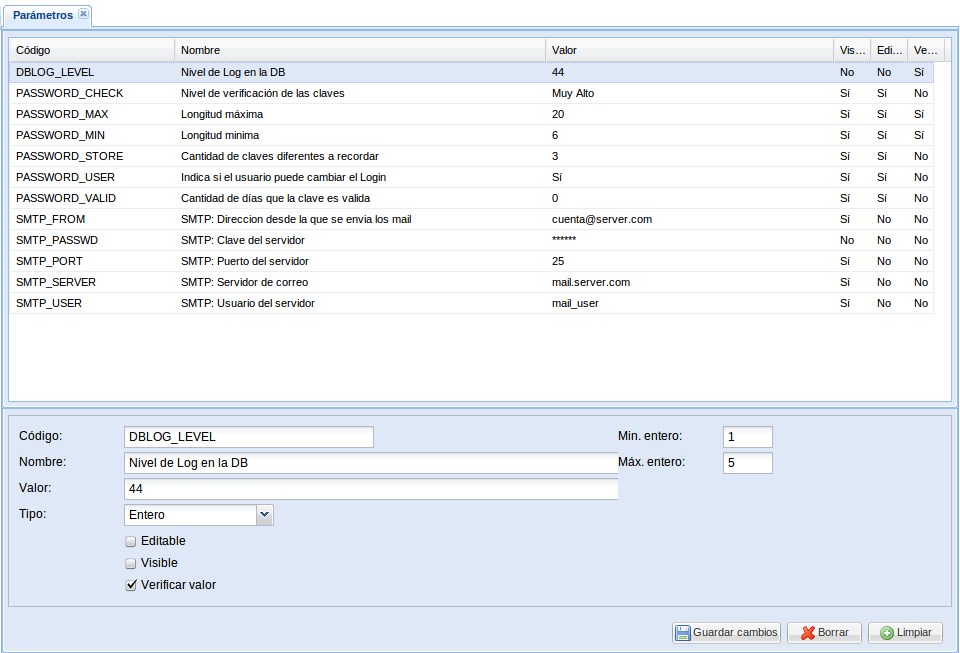 Parámetros
Código Nombre Valor Vis... Edi... Ve...
DBLOG_LEVEL Nivel de Log en la DB 44 No No Sí
PASSWORD_CHECK Nivel de verificación de las claves Muy Alto Sí Sí No
PASSWORD_MAX Longitud máxima 20 Sí Sí Sí
PASSWORD_MIN Longitud minima 6 Sí Sí Sí
PASSWORD_STORE Cantidad de claves diferentes a recordar 3 Sí Sí No
PASSWORD_USER Indica si el usuario puede cambiar el Login Sí Sí Sí No
PASSWORD_VALID Cantidad de días que la clave es valida 0 Sí Sí No
SMTP_FROM SMTP: Direccion desde la que se envia los mail cuenta@server.com Sí No No
SMTP_PASSWD SMTP: Clave del servidor ****** No No No
SMTP_PORT SMTP: Puerto del servidor 25 Sí No No
SMTP_SERVER SMTP: Servidor de correo mail.server.com Sí No No
SMTP_USER SMTP: Usuario del servidor mail_user Sí No No
Código: DBLOG_LEVEL Min. entero: 1
Nombre: Nivel de Log en la DB Máx. entero: 5
Valor: 44
Tipo: Entero
Editable
Visible
Verificar valor
Guardar cambios Borrar Limpiar